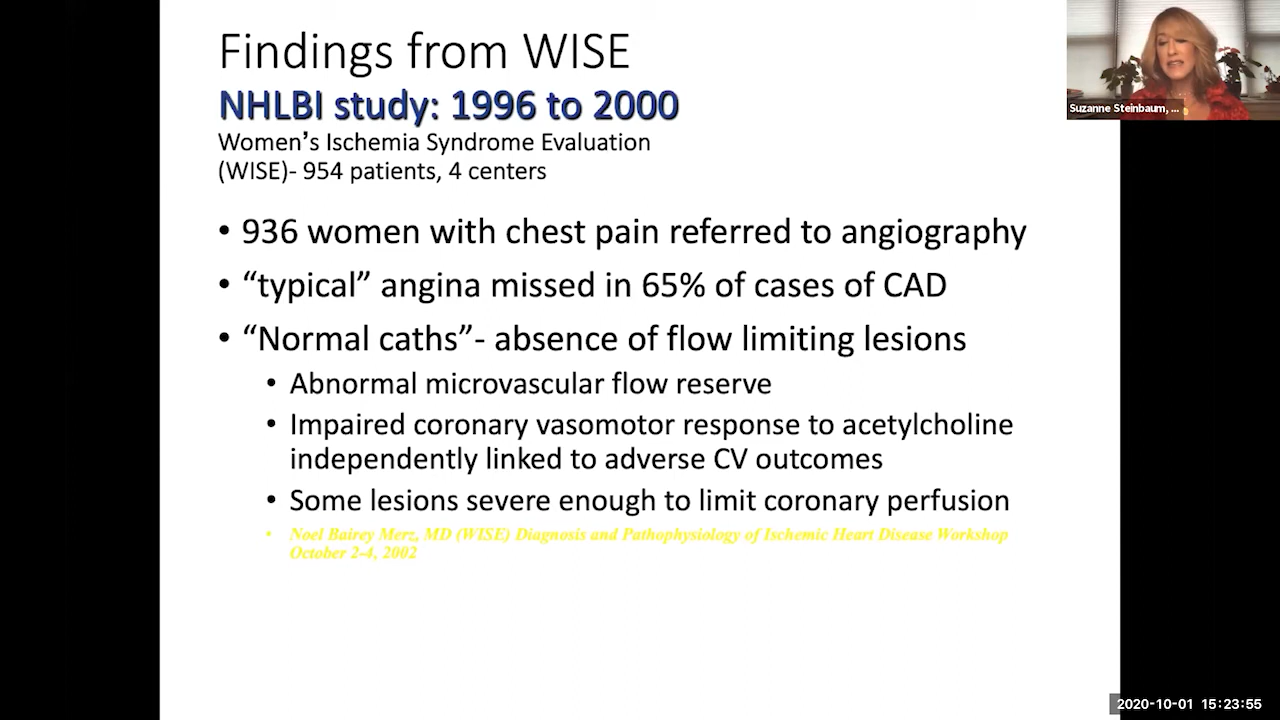 Findings from WISE
NHLBI study: 1996 to 2000
Women's Ischemia Syndrome Evaluation
(WISE)- 954 patients, 4 centers
• 936 women with chest pain referred to angiography
• “typical” angina missed in 65% of cases of CAD
• “Normal caths”- absence of flow limiting lesions
• Abnormal microvascular flow reserve
• Impaired coronary vasomotor response to acetylcholine
independently linked to adverse CV outcomes
• Some lesions severe enough to limit coronary perfusion
• Noel Bairey Merz, MD (WISE) Diagnosis and Pathophysiology of Ischemic Heart Disease Workshop
October 2-4, 2002
Suzanne Steinbaum, ...
2020-10-01 15:23:55